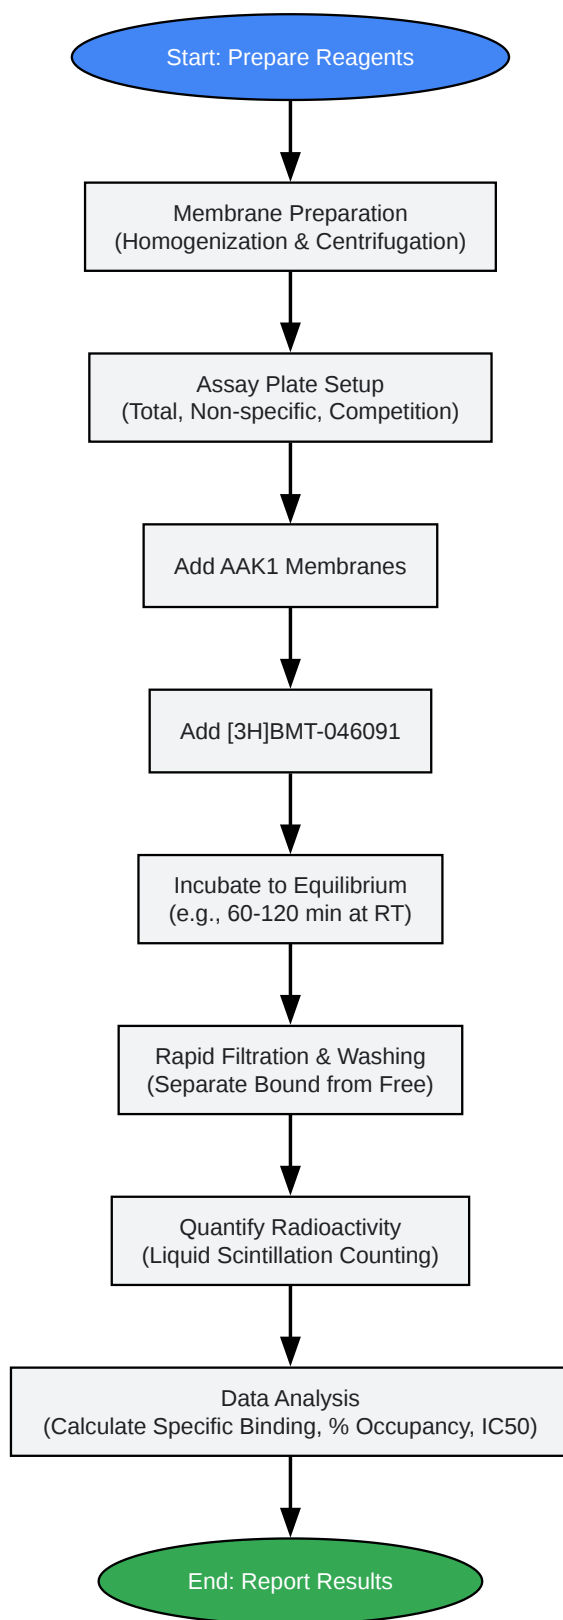 Start: Prepare Reagents
Membrane Preparation
(Homogenization & Centrifugation)
Assay Plate Setup
(Total, Non-specific, Competition)
Add AAK1 Membranes
Add [3H]BMT-046091
Incubate to Equilibrium
(e.g., 60-120 min at RT)
Rapid Filtration & Washing
(Separate Bound from Free)
Quantify Radioactivity
(Liquid Scintillation Counting)
Data Analysis
(Calculate Specific Binding, % Occupancy, IC50)
End: Report Results